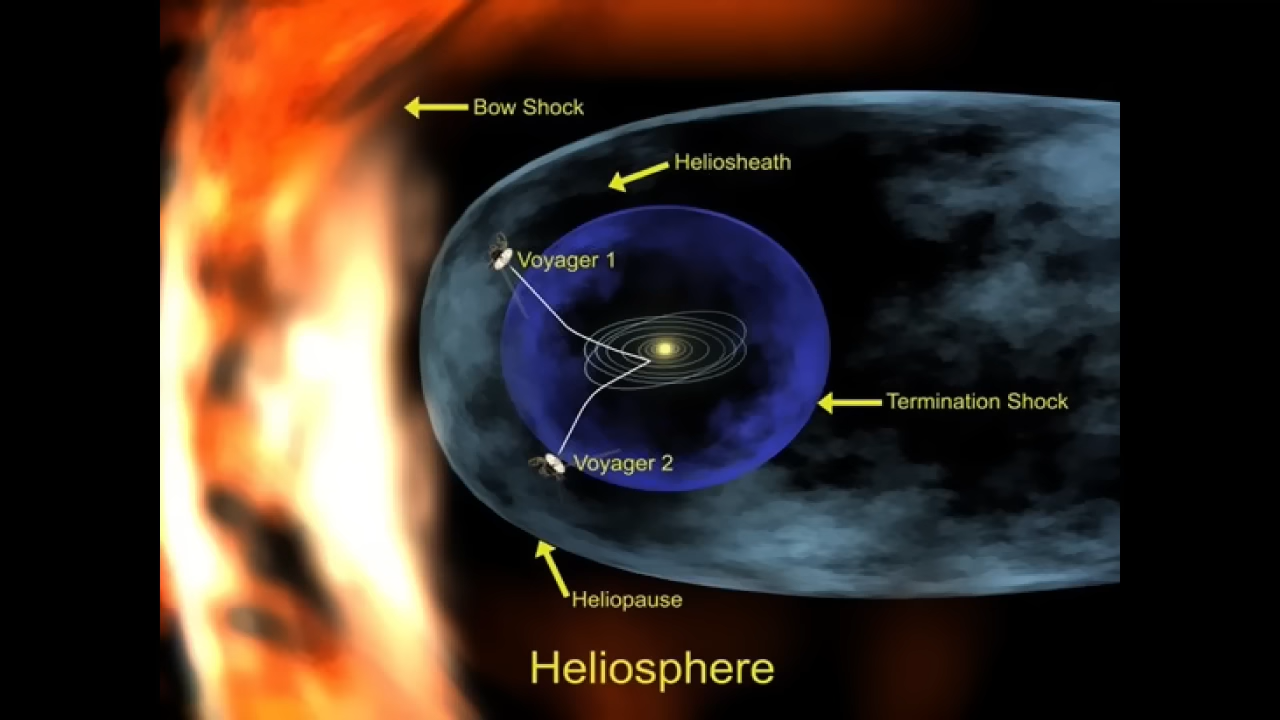 Bow Shock
Heliosheath
Voyager 1
Termination Shock
Voyager 2
Heliopause
Heliosphere